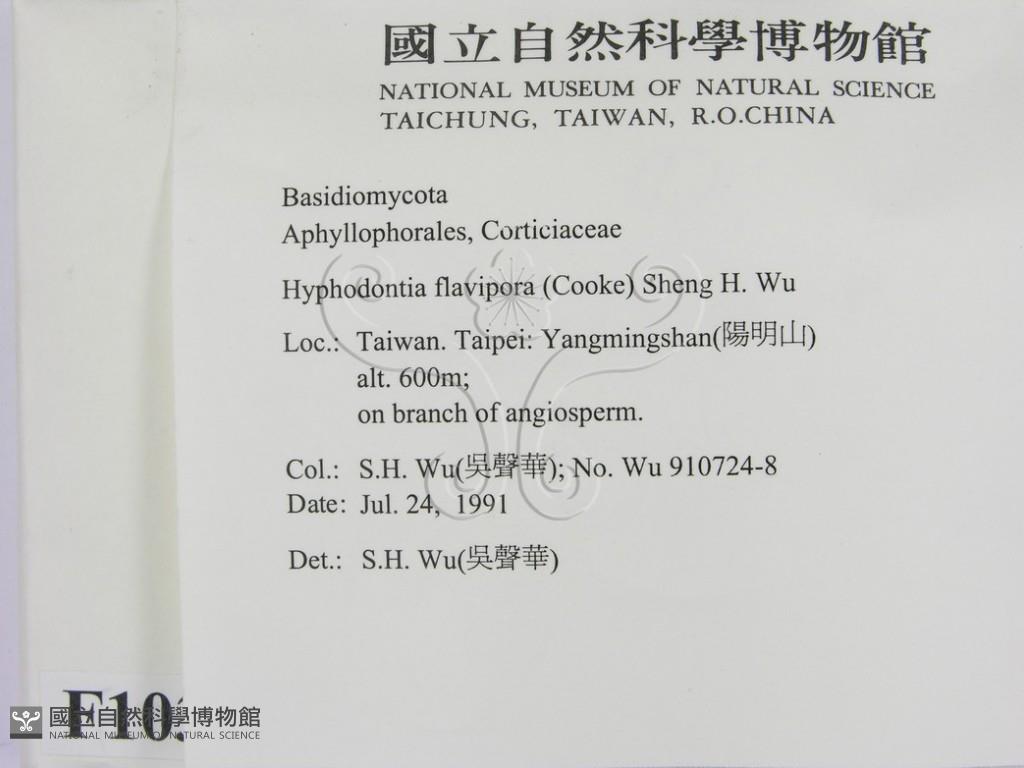 國立自然科學博物館
NATIONAL MUSEUM OF NATURAL SCIENCE
TAICHUNG, TAIWAN, R.O.CHINA
Basidiomycota
Aphyllophorales, Corticiaceae
Hyphodontia flavipora (Cooke) Sheng H. Wu
Loc.: Taiwan. Taipei: Yangmingshan(陽明山)
alt. 600m;
on branch of angiosperm.
Col.: S.H. Wu(吳聲華); No. Wu 910724-8
Date: Jul. 24, 1991
Det.: S.H. Wu(吳聲華)
國立自然科學博物館
NATIONAL MUSEUM OF NATURAL SCIENCE